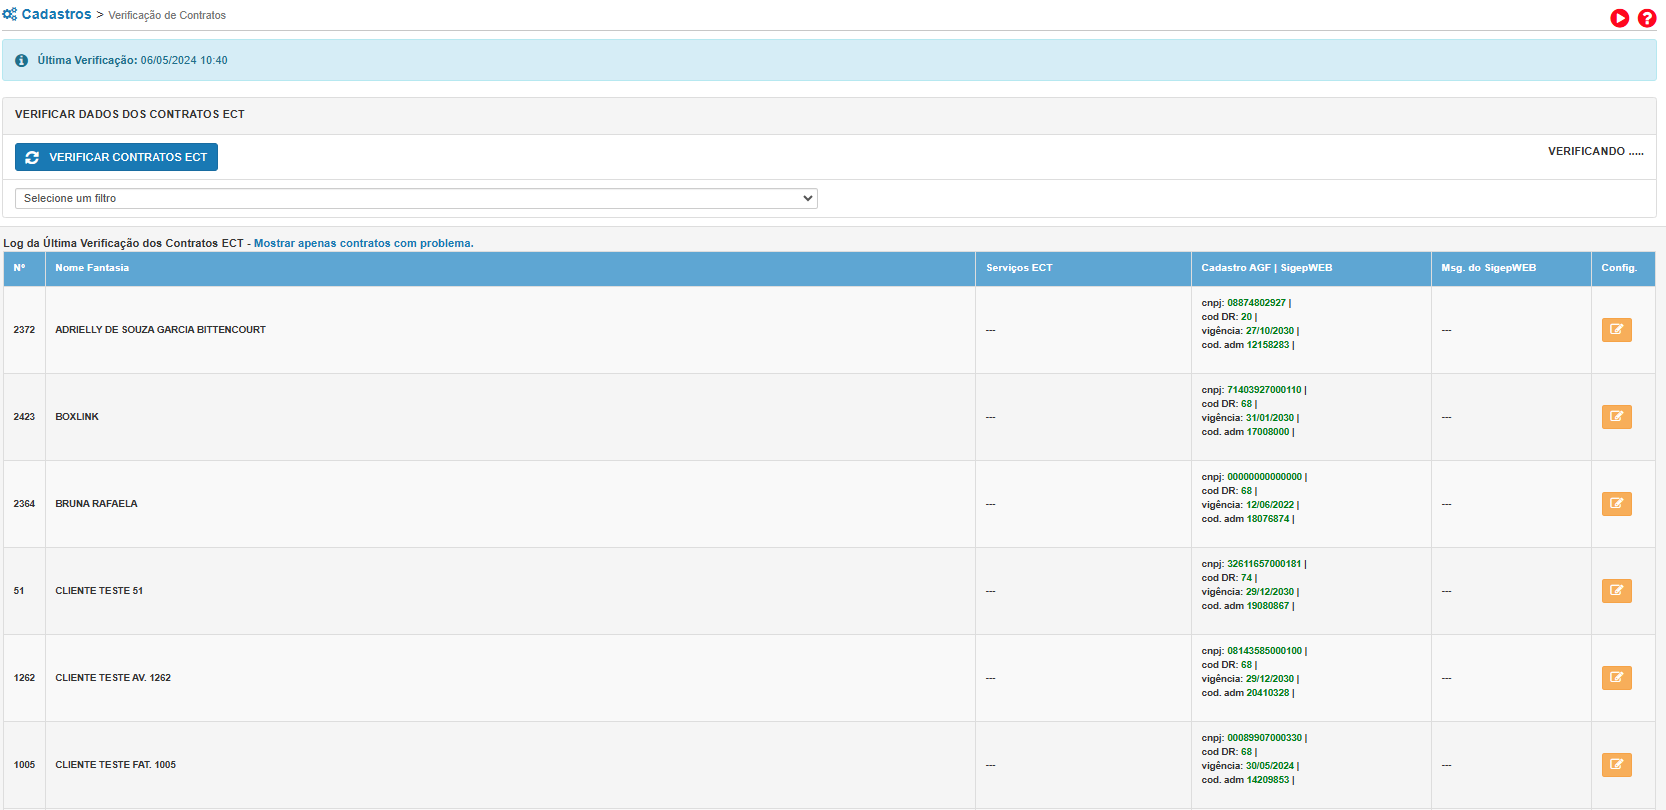 Cadastros > Verificação de Contratos
Última Verificação: 06/05/2024 10:40
VERIFICAR DADOS DOS CONTRATOS ECT
VERIFICAR CONTRATOS ECT
VERIFICANDO .....
Selecione um filtro
Log da Última Verificação dos Contratos ECT - Mostrar apenas contratos com problema.
Nº Nome Fantasia Serviços ECT Cadastro AGF | SigepWEB Msg. do SigepWEB Config.
2372 ADRIELLY DE SOUZA GARCIA BITTENCOURT ---
cnpj: 08874802927 |
cod DR: 20 |
vigência: 27/10/2030 |
cod. adm 12158283 |
---
2423 BOXLINK ---
cnpj: 71403927000110 |
cod DR: 68 |
vigência: 31/01/2030 |
cod. adm 17008000 |
---
2364 BRUNA RAFAELA ---
cnpj: 00000000000000 |
cod DR: 68 |
vigência: 12/06/2022 |
cod. adm 18076874 |
---
51 CLIENTE TESTE 51 ---
cnpj: 32611657000181 |
cod DR: 74 |
vigência: 29/12/2030 |
cod. adm 19080867 |
---
1262 CLIENTE TESTE AV. 1262 ---
cnpj: 08143585000100 |
cod DR: 68 |
vigência: 29/12/2030 |
cod. adm 20410328 |
---
1005 CLIENTE TESTE FAT. 1005 ---
cnpj: 00089907000330 |
cod DR: 68 |
vigência: 30/05/2024 |
cod. adm 14209853 |
---